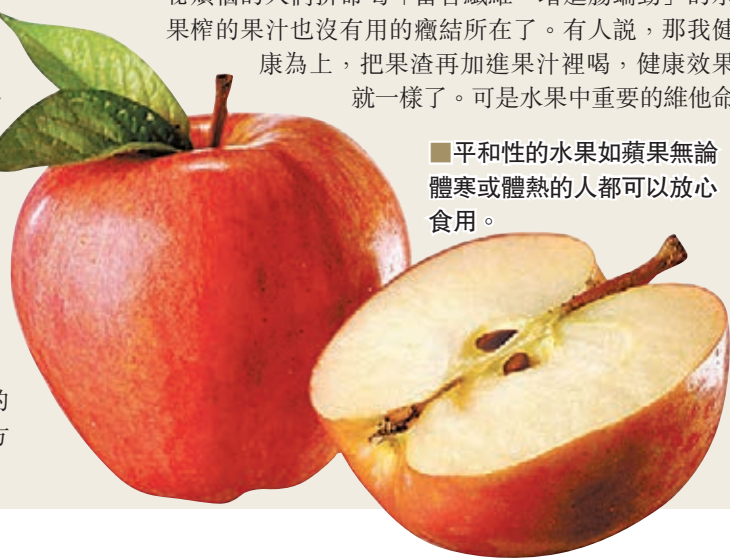 果榨的果汁也沒有用的癥結所在了。有人說,那我健
康為上,把果渣再加進果汁裡喝,健康效果
就一樣了。可是水果中重要的維他命
■平和性的水果如蘋果無論
體寒或體熱的人都可以放心
食用。
的